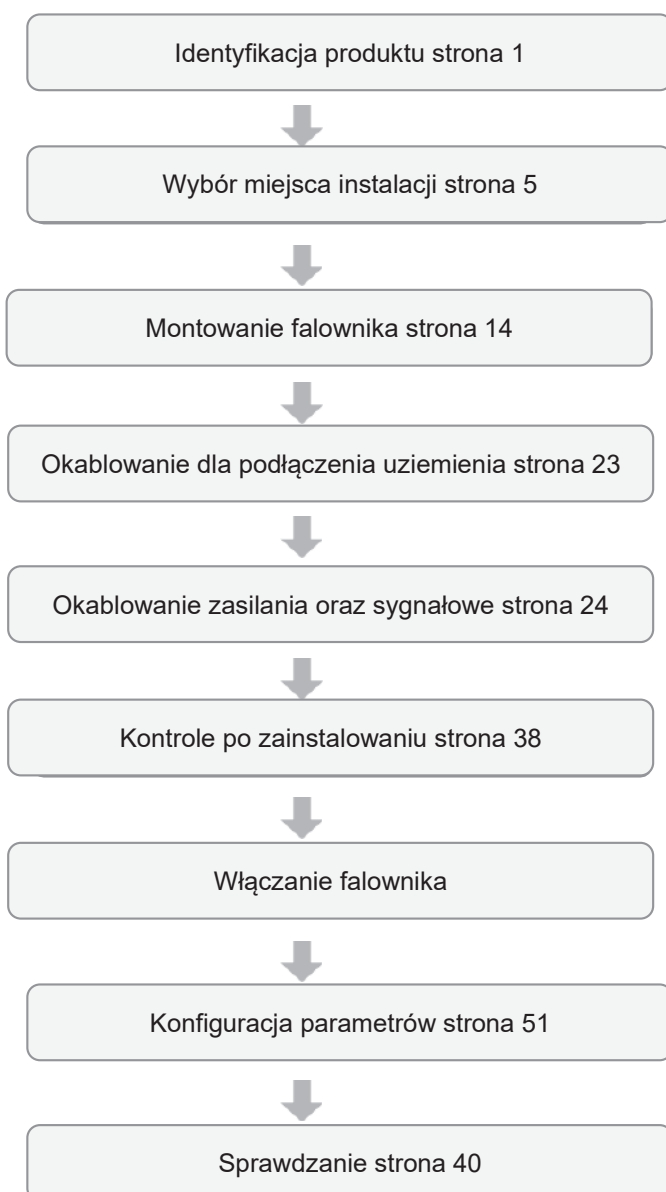 Identyfikacja produktu strona 1
Wybór miejsca instalacji strona 5
Montowanie falownika strona 14
Okablowanie dla podłączenia uziemienia strona 23
Okablowanie zasilania oraz sygnałowe strona 24
Kontrole po zainstalowaniu strona 38
Włączanie falownika
Konfiguracja parametrów strona 51
Sprawdzanie strona 40